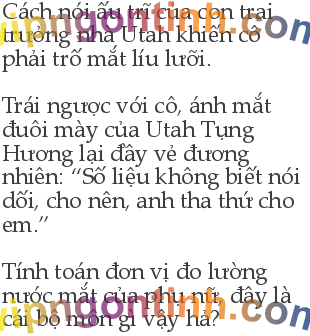 Cách nói ấu trĩ của con trai
trưởng nhà Utah khiến cô
phải trố mắt líu lưỡi.
Trái ngược với cô, ánh mắt
đuôi mày của Utah Tụng
Hương lại đầy vẻ đương
nhiên: “Số liệu không biết nói
dối, cho nên, anh tha thứ cho
em.”
Tính toán đơn vị đo lường
nước mắt của phụ nữ, đây là
cái bộ môn gì vậy hả?
vipngontinh.com
vipngontinh.com